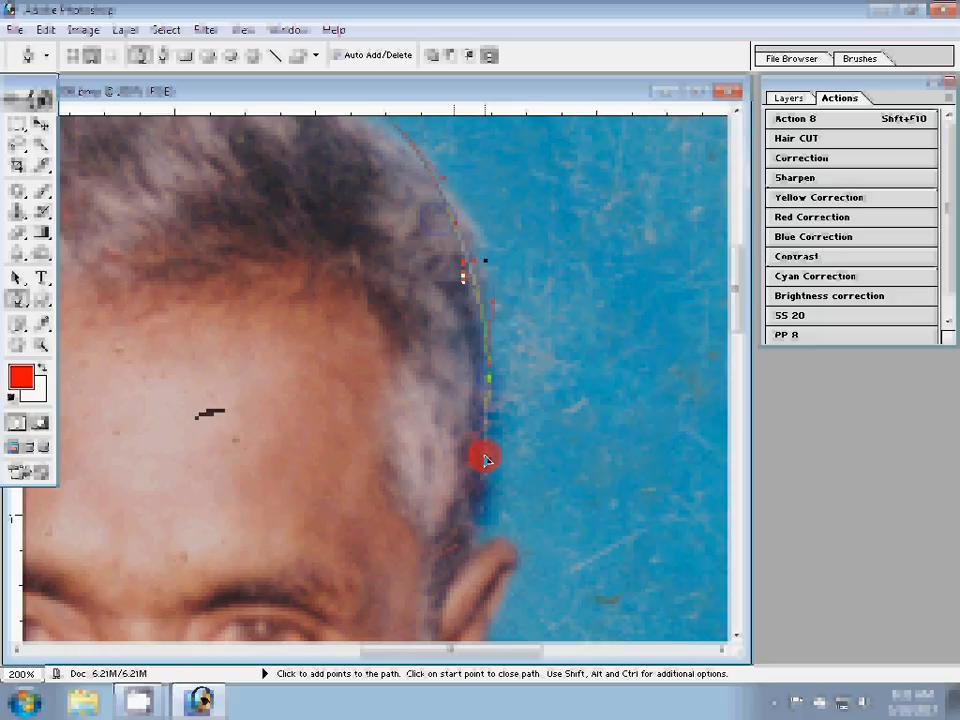 Adobe Photoshop
File Edit Image Layer Select Filter View Window Help
Auto Add/Delete
File Browser Brushes
Layers Actions
Action 8 Shft+F10
Hair CUT
Correction
Sharpen
Yellow Correction
Red Correction
Blue Correction
Contrast
Cyan Correction
Brightness correction
SS 20
PP 8
200% Doc: 6.21M/6.21M Click to add points to the path. Click on start point to close path. Use Shift, Alt and Ctrl for additional options.